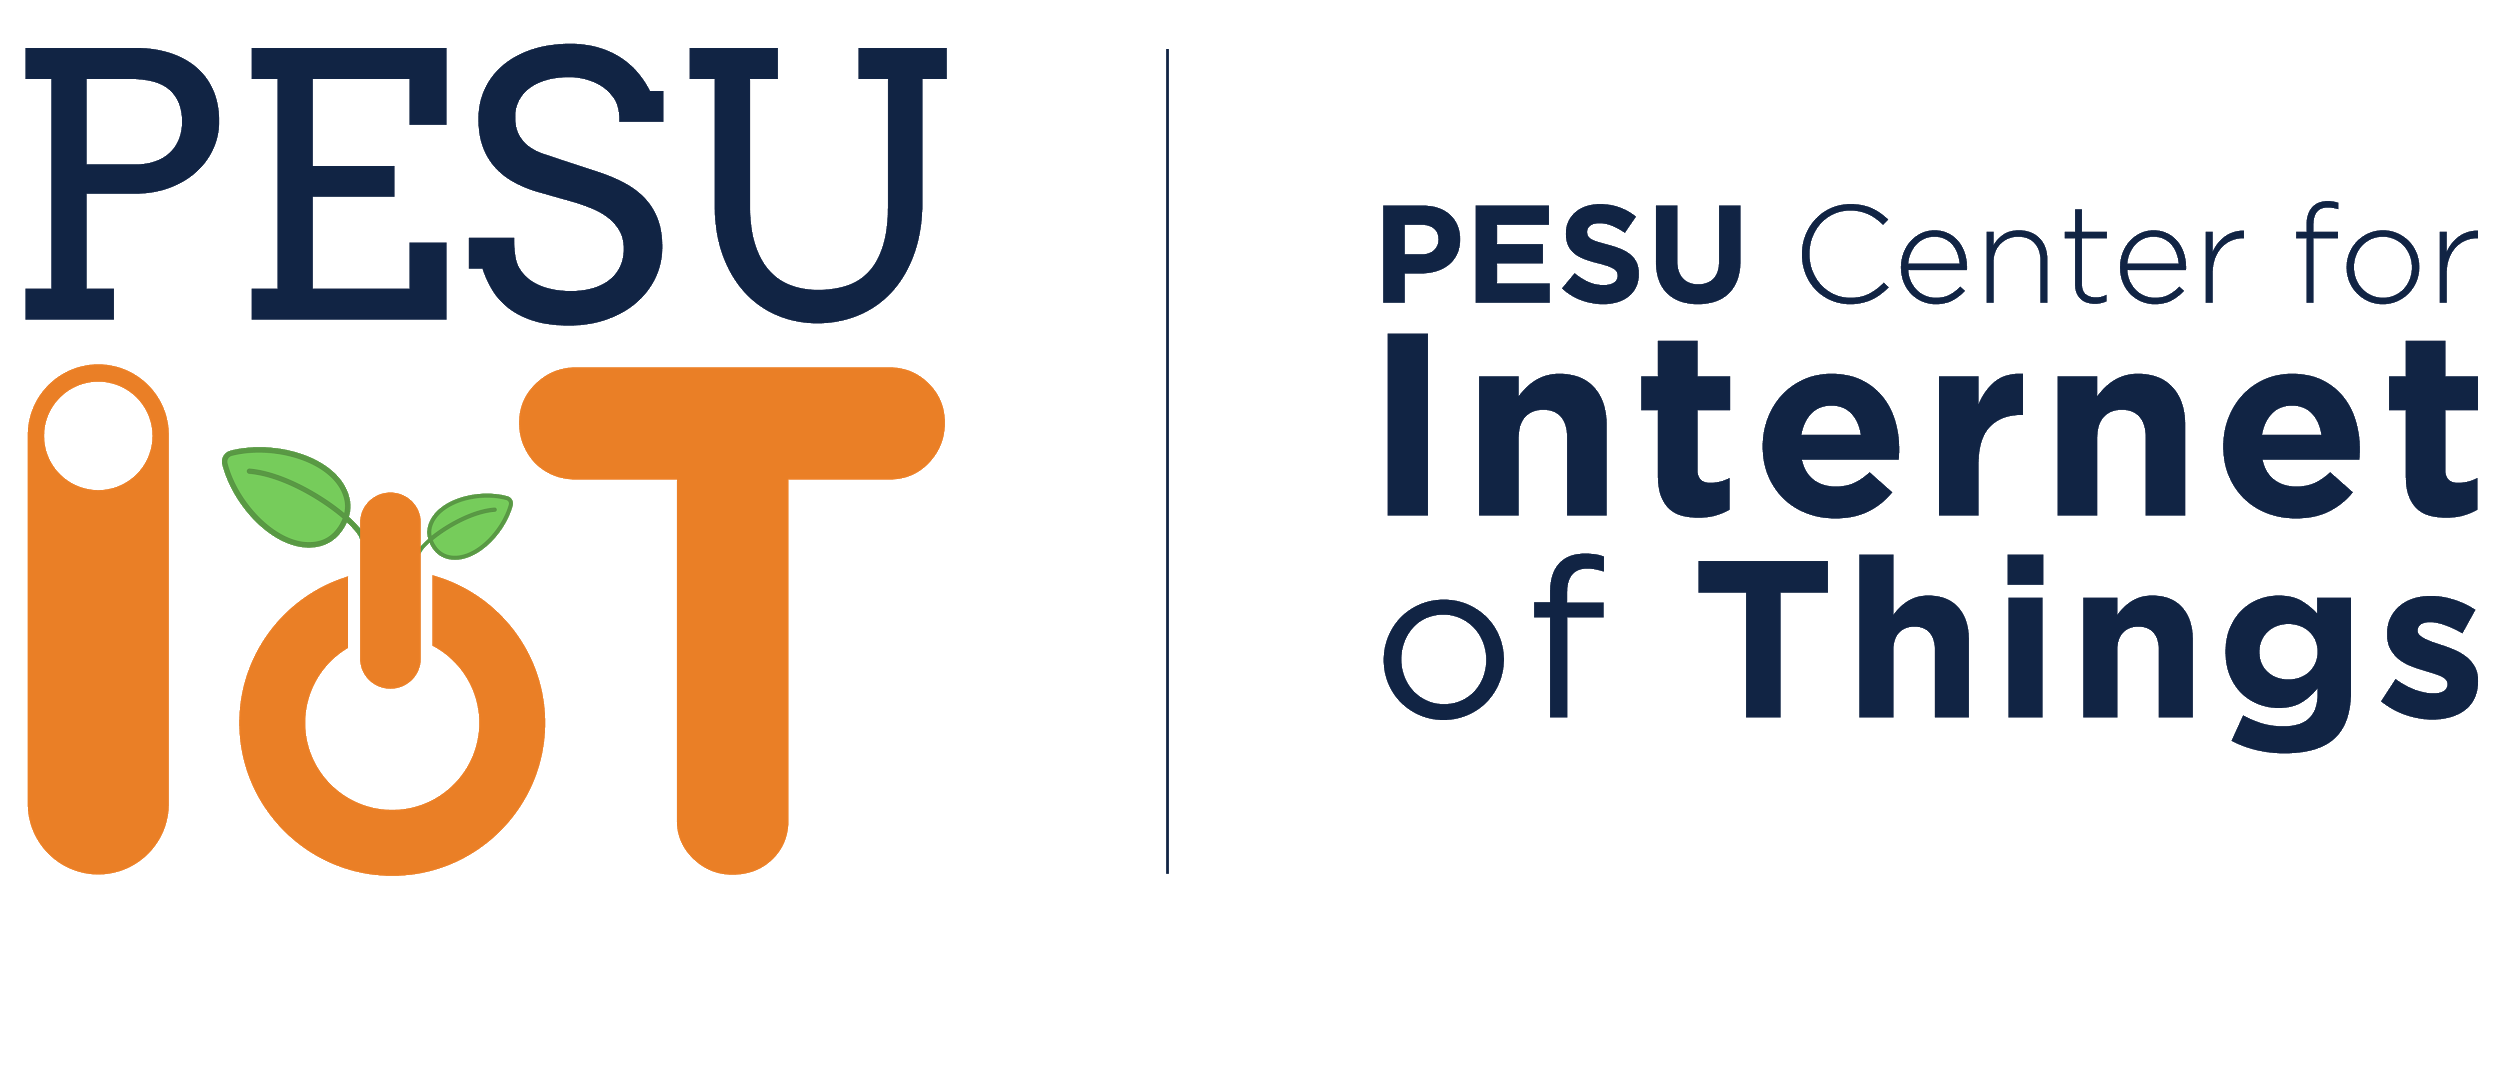 PESU
IoT
PESU Center for
Internet
of Things